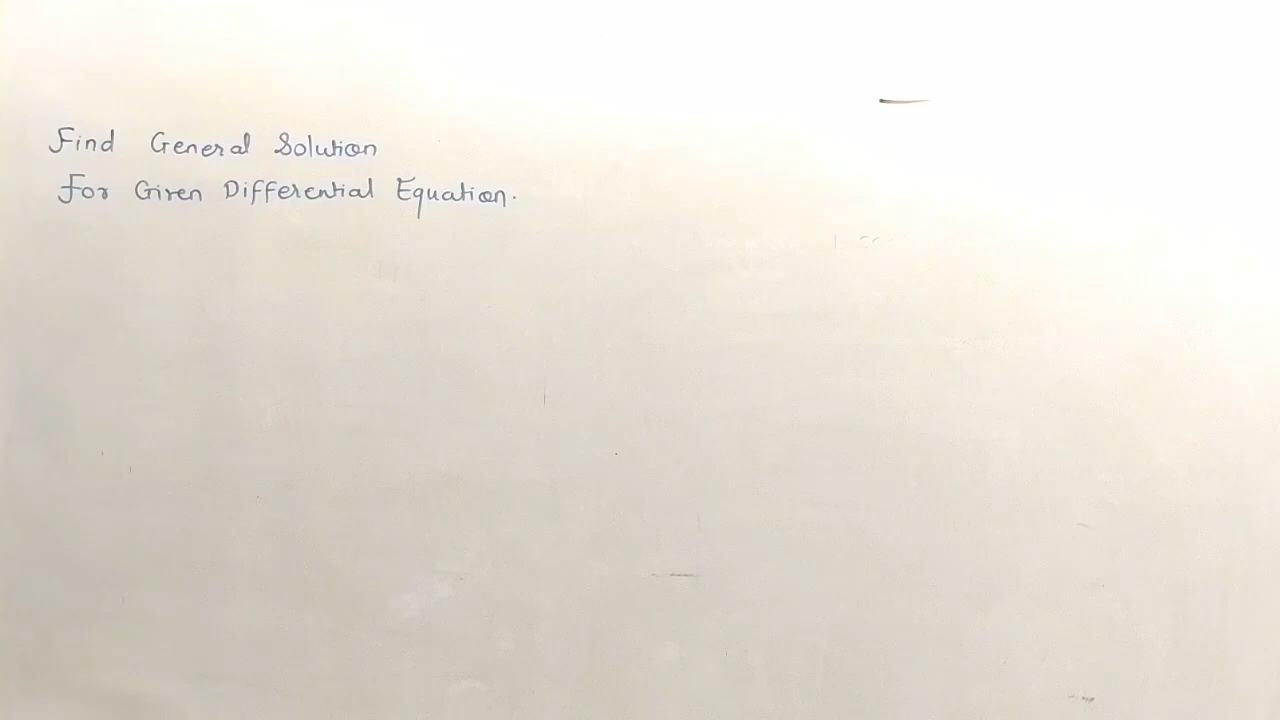 Find General Solution
For Given Differential Equation.